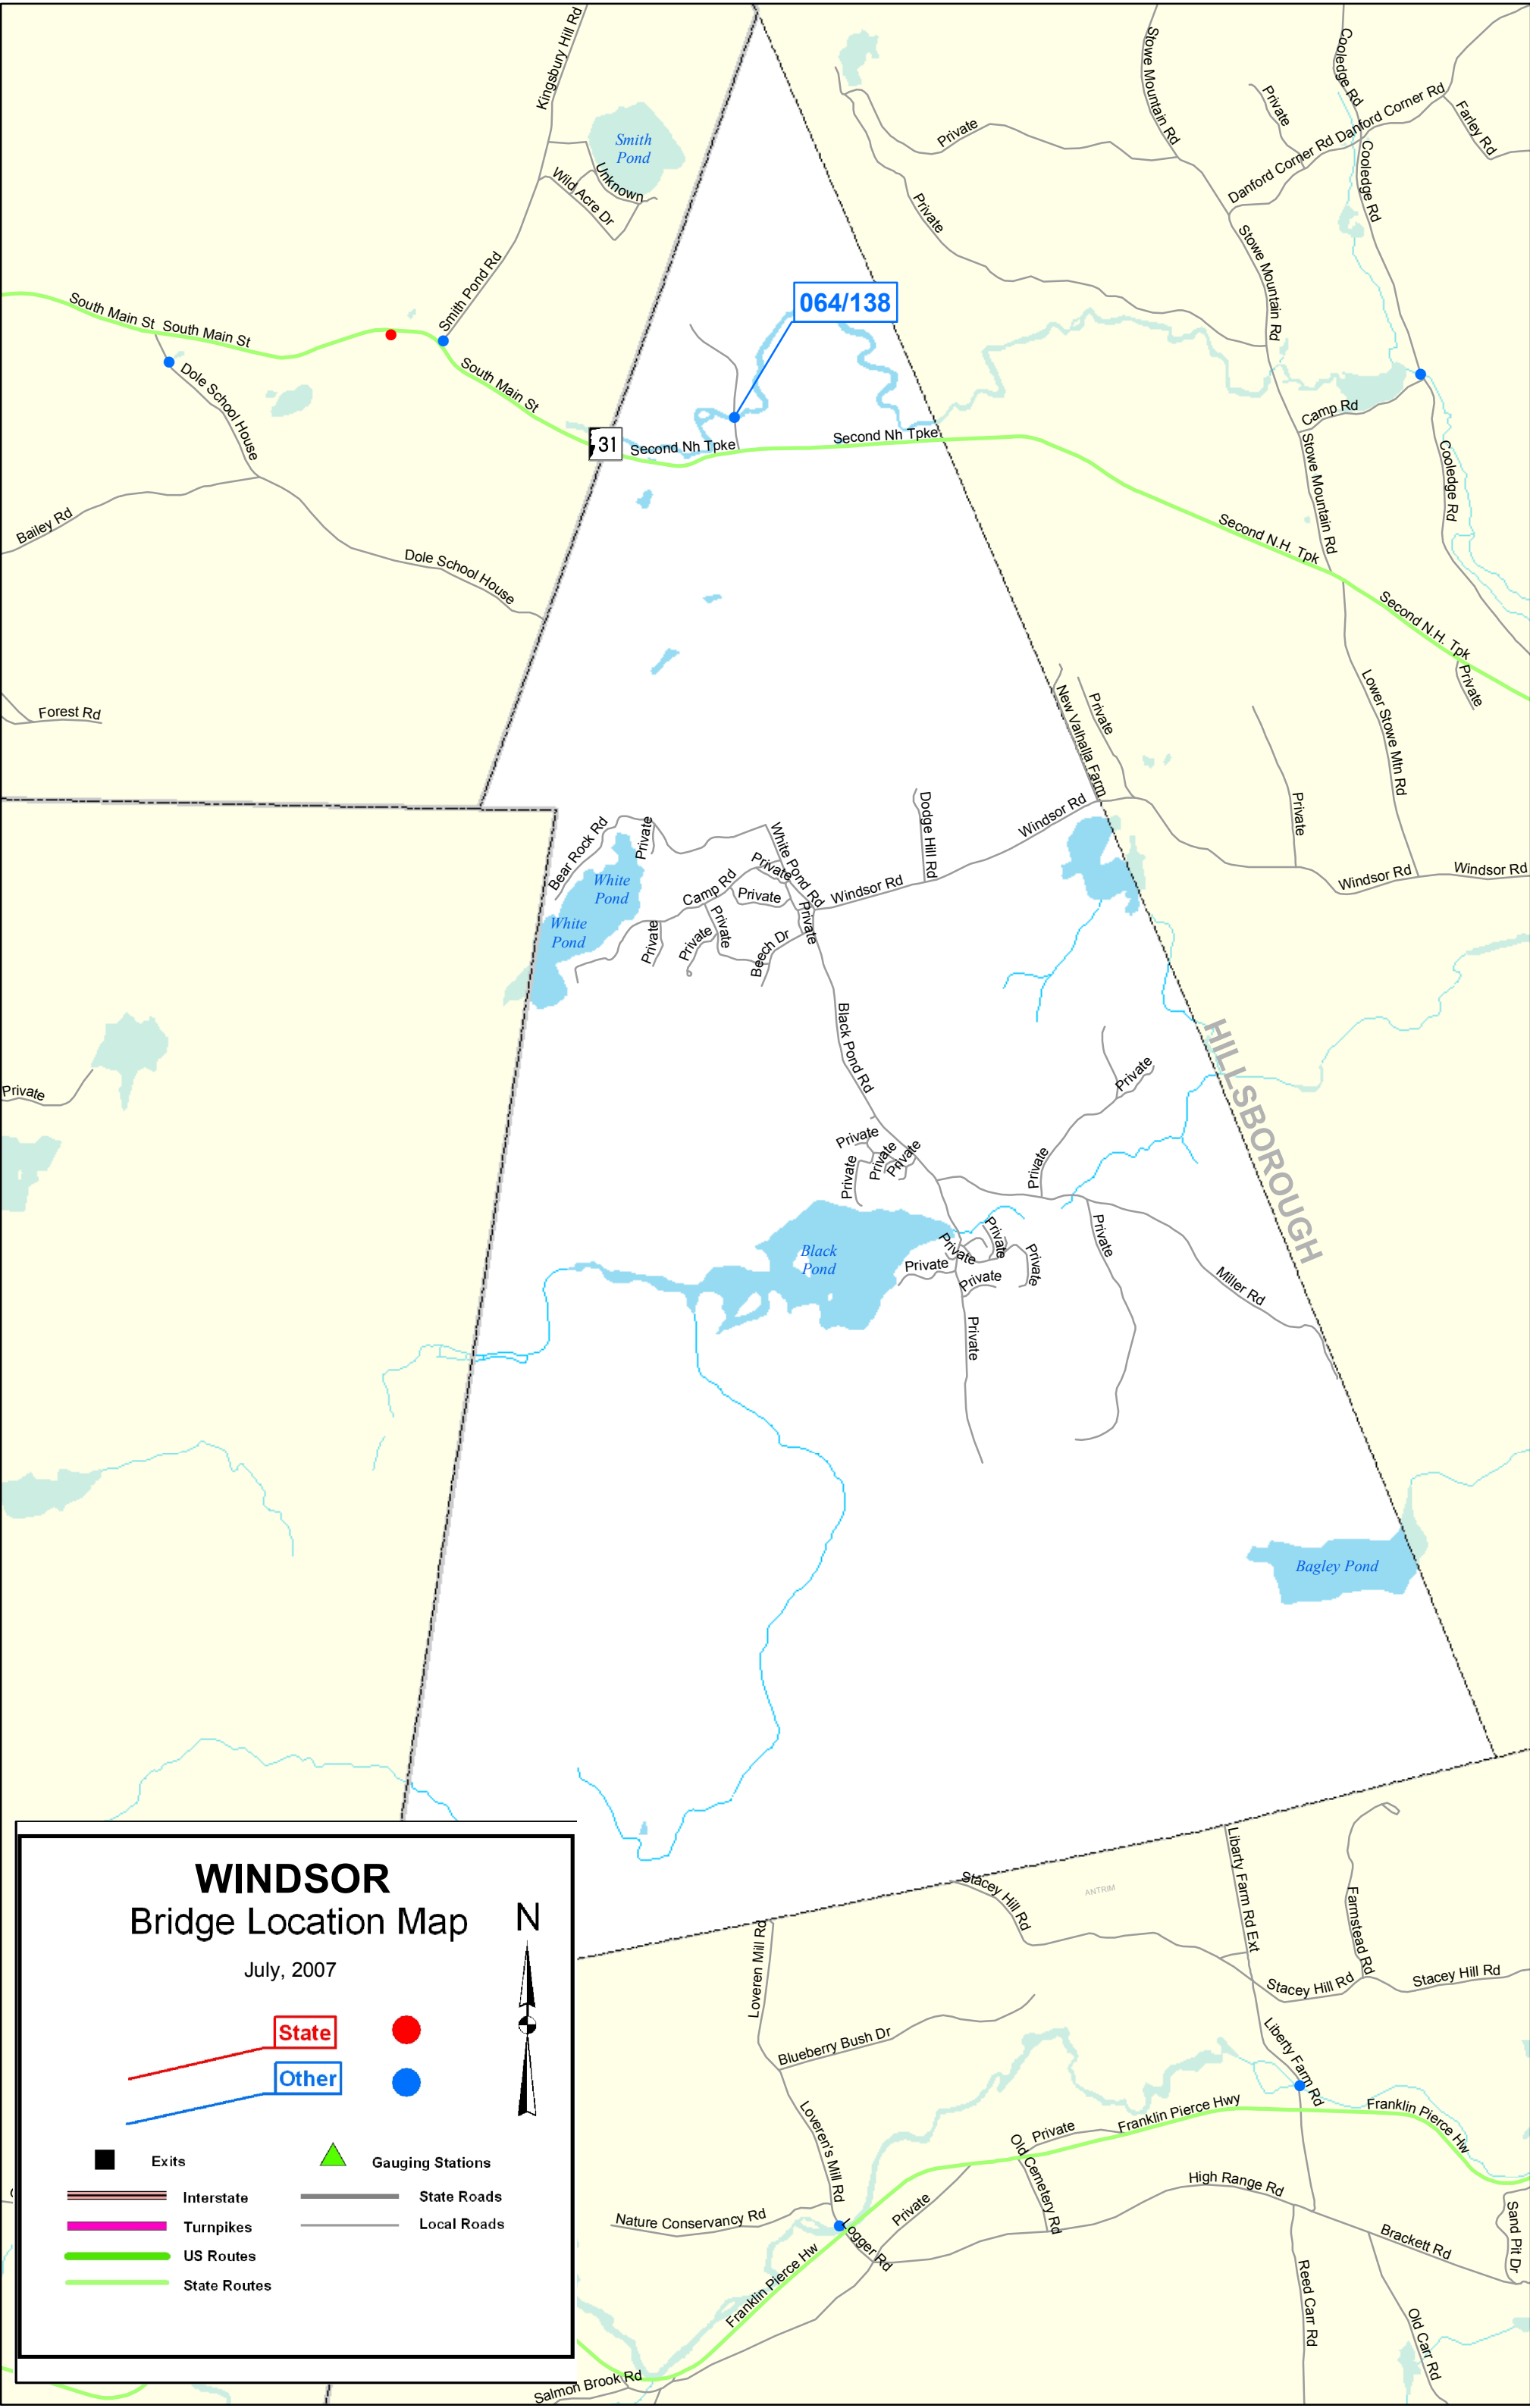 Kingsbury Hill Rd
Stowe Mountain Rd
Cooledge Rd
Private
Danford Corner Rd
Danford Corner Rd
Farley Rd
Private
Smith
Pond
Unknown
Wild Acre Dr
Cooledge Rd
Private
Stowe Mountain Rd
Smith Pond Rd
064/138
South Main St
South Main St
South Main St
Dole School House
31
Second Nh Tpke
Second Nh Tpke
Camp Rd
Stowe Mountain Rd
Cooledge Rd
Bailey Rd
Dole School House
Second N.H. Tpk
Second N.H. Tpk
Private
Forest Rd
New Valhalla Farm
Private
Lower Stowe Mtn Rd
Private
Dodge Hill Rd
Windsor Rd
Bear Rock Rd
Private
White Pond Rd
White
Pond
Private
Camp Rd
Private
Windsor Rd
Windsor Rd
Windsor Rd
White
Pond
Private
Private
Private
Private
Beech Dr
Black Pond Rd
HILLSBOROUGH
Private
Private
Private
Private
Private
Private
Private
Private
Private
Private
Private
Black
Pond
Private
Private
Private
Miller Rd
Private
Bagley Pond
WINDSOR
Bridge Location Map
N
July, 2007
State
Other
Exits
Gauging Stations
Interstate
State Roads
Turnpikes
Local Roads
US Routes
State Routes
Stacey Hill Rd
ANTRIM
Libarty Farm Rd Ext
Farmstead Rd
Loveren Mill Rd
Stacey Hill Rd
Stacey Hill Rd
Blueberry Bush Dr
Liberty Farm Rd
Loveren's Mill Rd
Private
Franklin Pierce Hwy
Franklin Pierce Hw
Old Cemetery Rd
High Range Rd
Nature Conservancy Rd
Private
Logger Rd
Sand Pit Dr
Brackett Rd
Franklin Pierce Hw
Reed Carr Rd
Old Carr Rd
Salmon Brook Rd